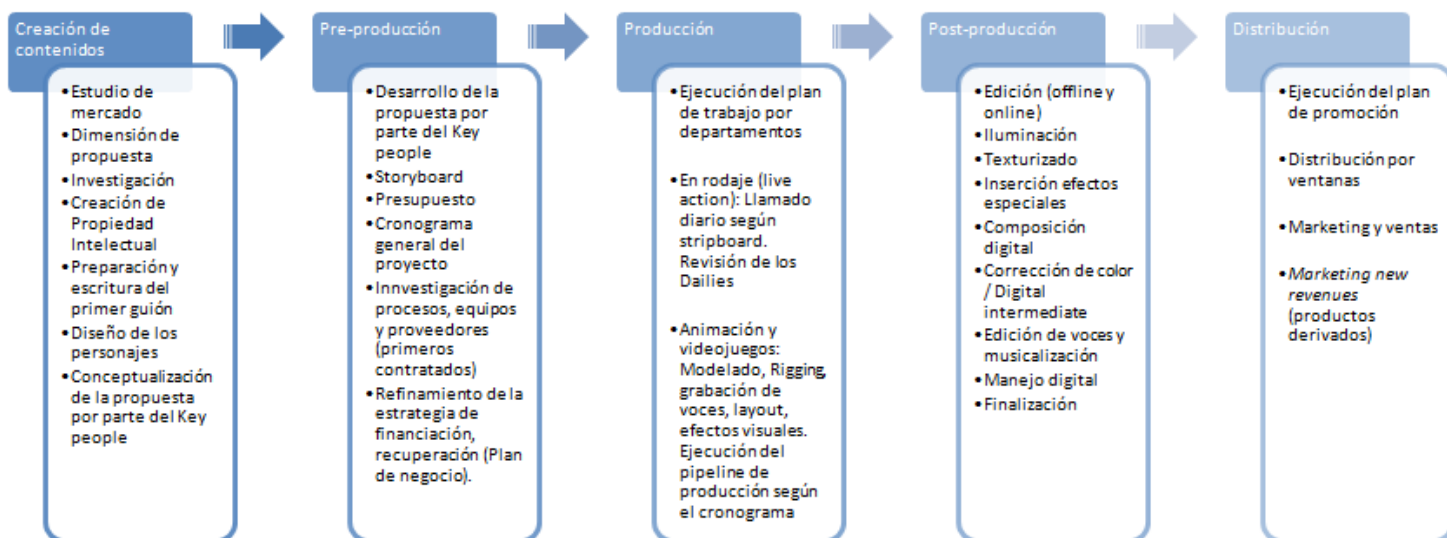 Creación de
contenidos
•Estudio de
mercado
•Dimensión de
propuesta
•Investigación
•Creación de
Propiedad
Intelectual
•Preparación y
escritura del
primer guión
•Diseño de los
personajes
•Conceptualización
de la propuesta
por parte del Key
people
Pre-producción
•Desarrollo de la
propuesta por
parte del Key
people
•Storyboard
•Presupuesto
•Cronograma
general del
proyecto
•Innvestigación de
procesos, equipos
y proveedores
(primeros
contratados)
•Refinamiento de la
estrategia de
financiación,
recuperación (Plan
de negocio).
Producción
•Ejecución del plan
de trabajo por
departamentos
•En rodaje (live
action): Llamado
diario según
stripboard.
Revisión de los
Dailies
•Animación y
videojuegos:
Modelado, Rigging,
grabación de
voces, layout,
efectos visuales.
Ejecución del
pipeline de
producción según
el cronograma
Post-producción
•Edición (offline y
online)
•Iluminación
•Texturizado
•Inserción efectos
especiales
•Composición
digital
•Corrección de color
/ Digital
intermediate
•Edición de voces y
musicalización
•Manejo digital
•Finalización
Distribución
•Ejecución del plan
de promoción
•Distribución por
ventanas
•Marketing y ventas
•Marketing new
revenues
(productos
derivados)